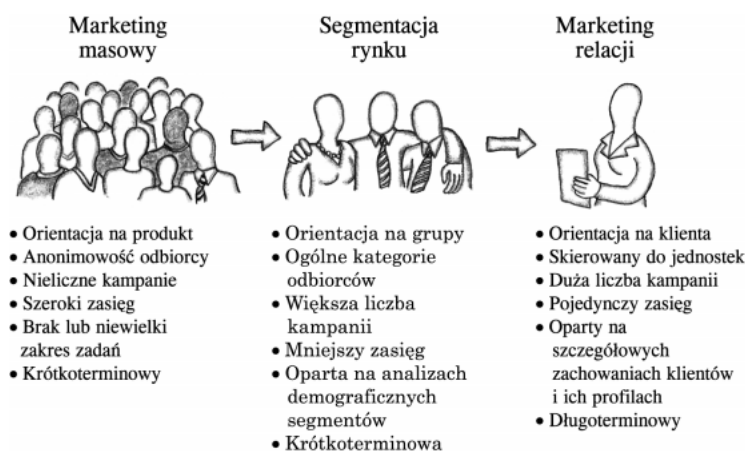 Marketing
masowy
Segmentacja
rynku
Marketing
relacji
• Orientacja na produkt
• Anonimowość odbiorcy
• Nieliczne kampanie
• Szeroki zasięg
• Brak lub niewielki
zakres zadań
• Krótkoterminowy
• Orientacja na grupy
• Ogólne kategorie
odbiorców
• Większa liczba
kampanii
• Mniejszy zasięg
• Oparta na analizach
demograficznych
segmentów
• Krótkoterminowa
• Orientacja na klienta
• Skierowany do jednostek
• Duża liczba kampanii
• Pojedynczy zasięg
• Oparty na
szczegółowych
zachowaniach klientów
i ich profilach
• Długoterminowy